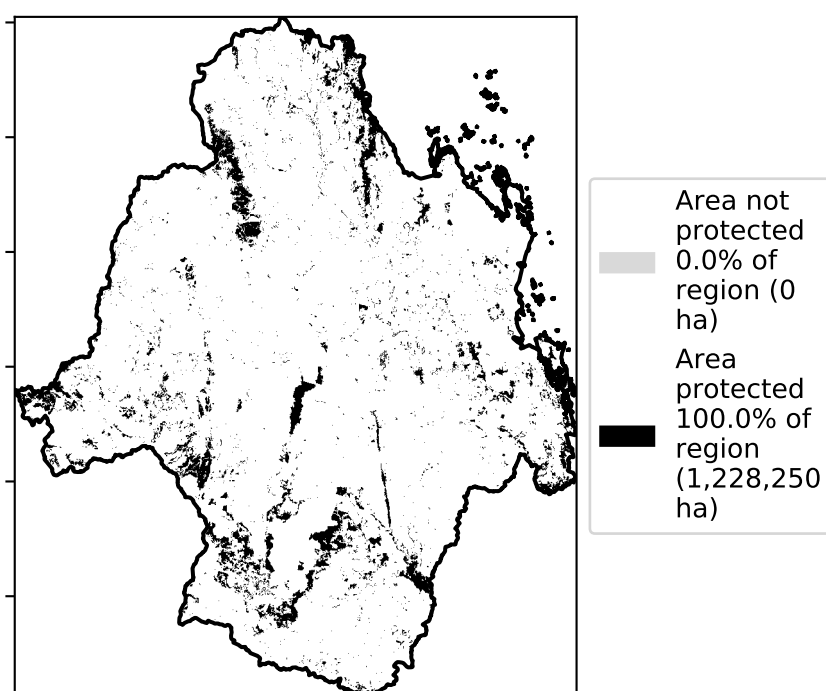 Area not
protected
0.0% of
region (0
ha)
Area
protected
100.0% of
region
(1,228,250
ha)